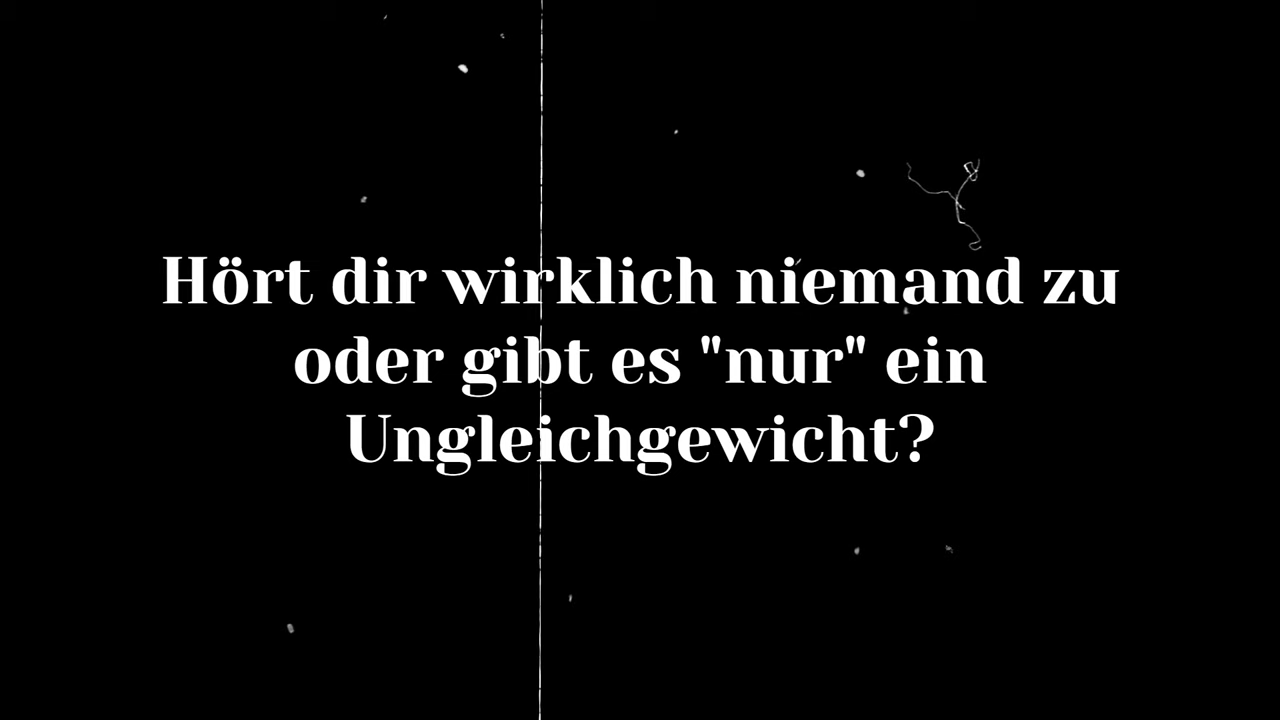 Hört dir wirklich niemand zu
oder gibt es "nur" ein
Ungleichgewicht?